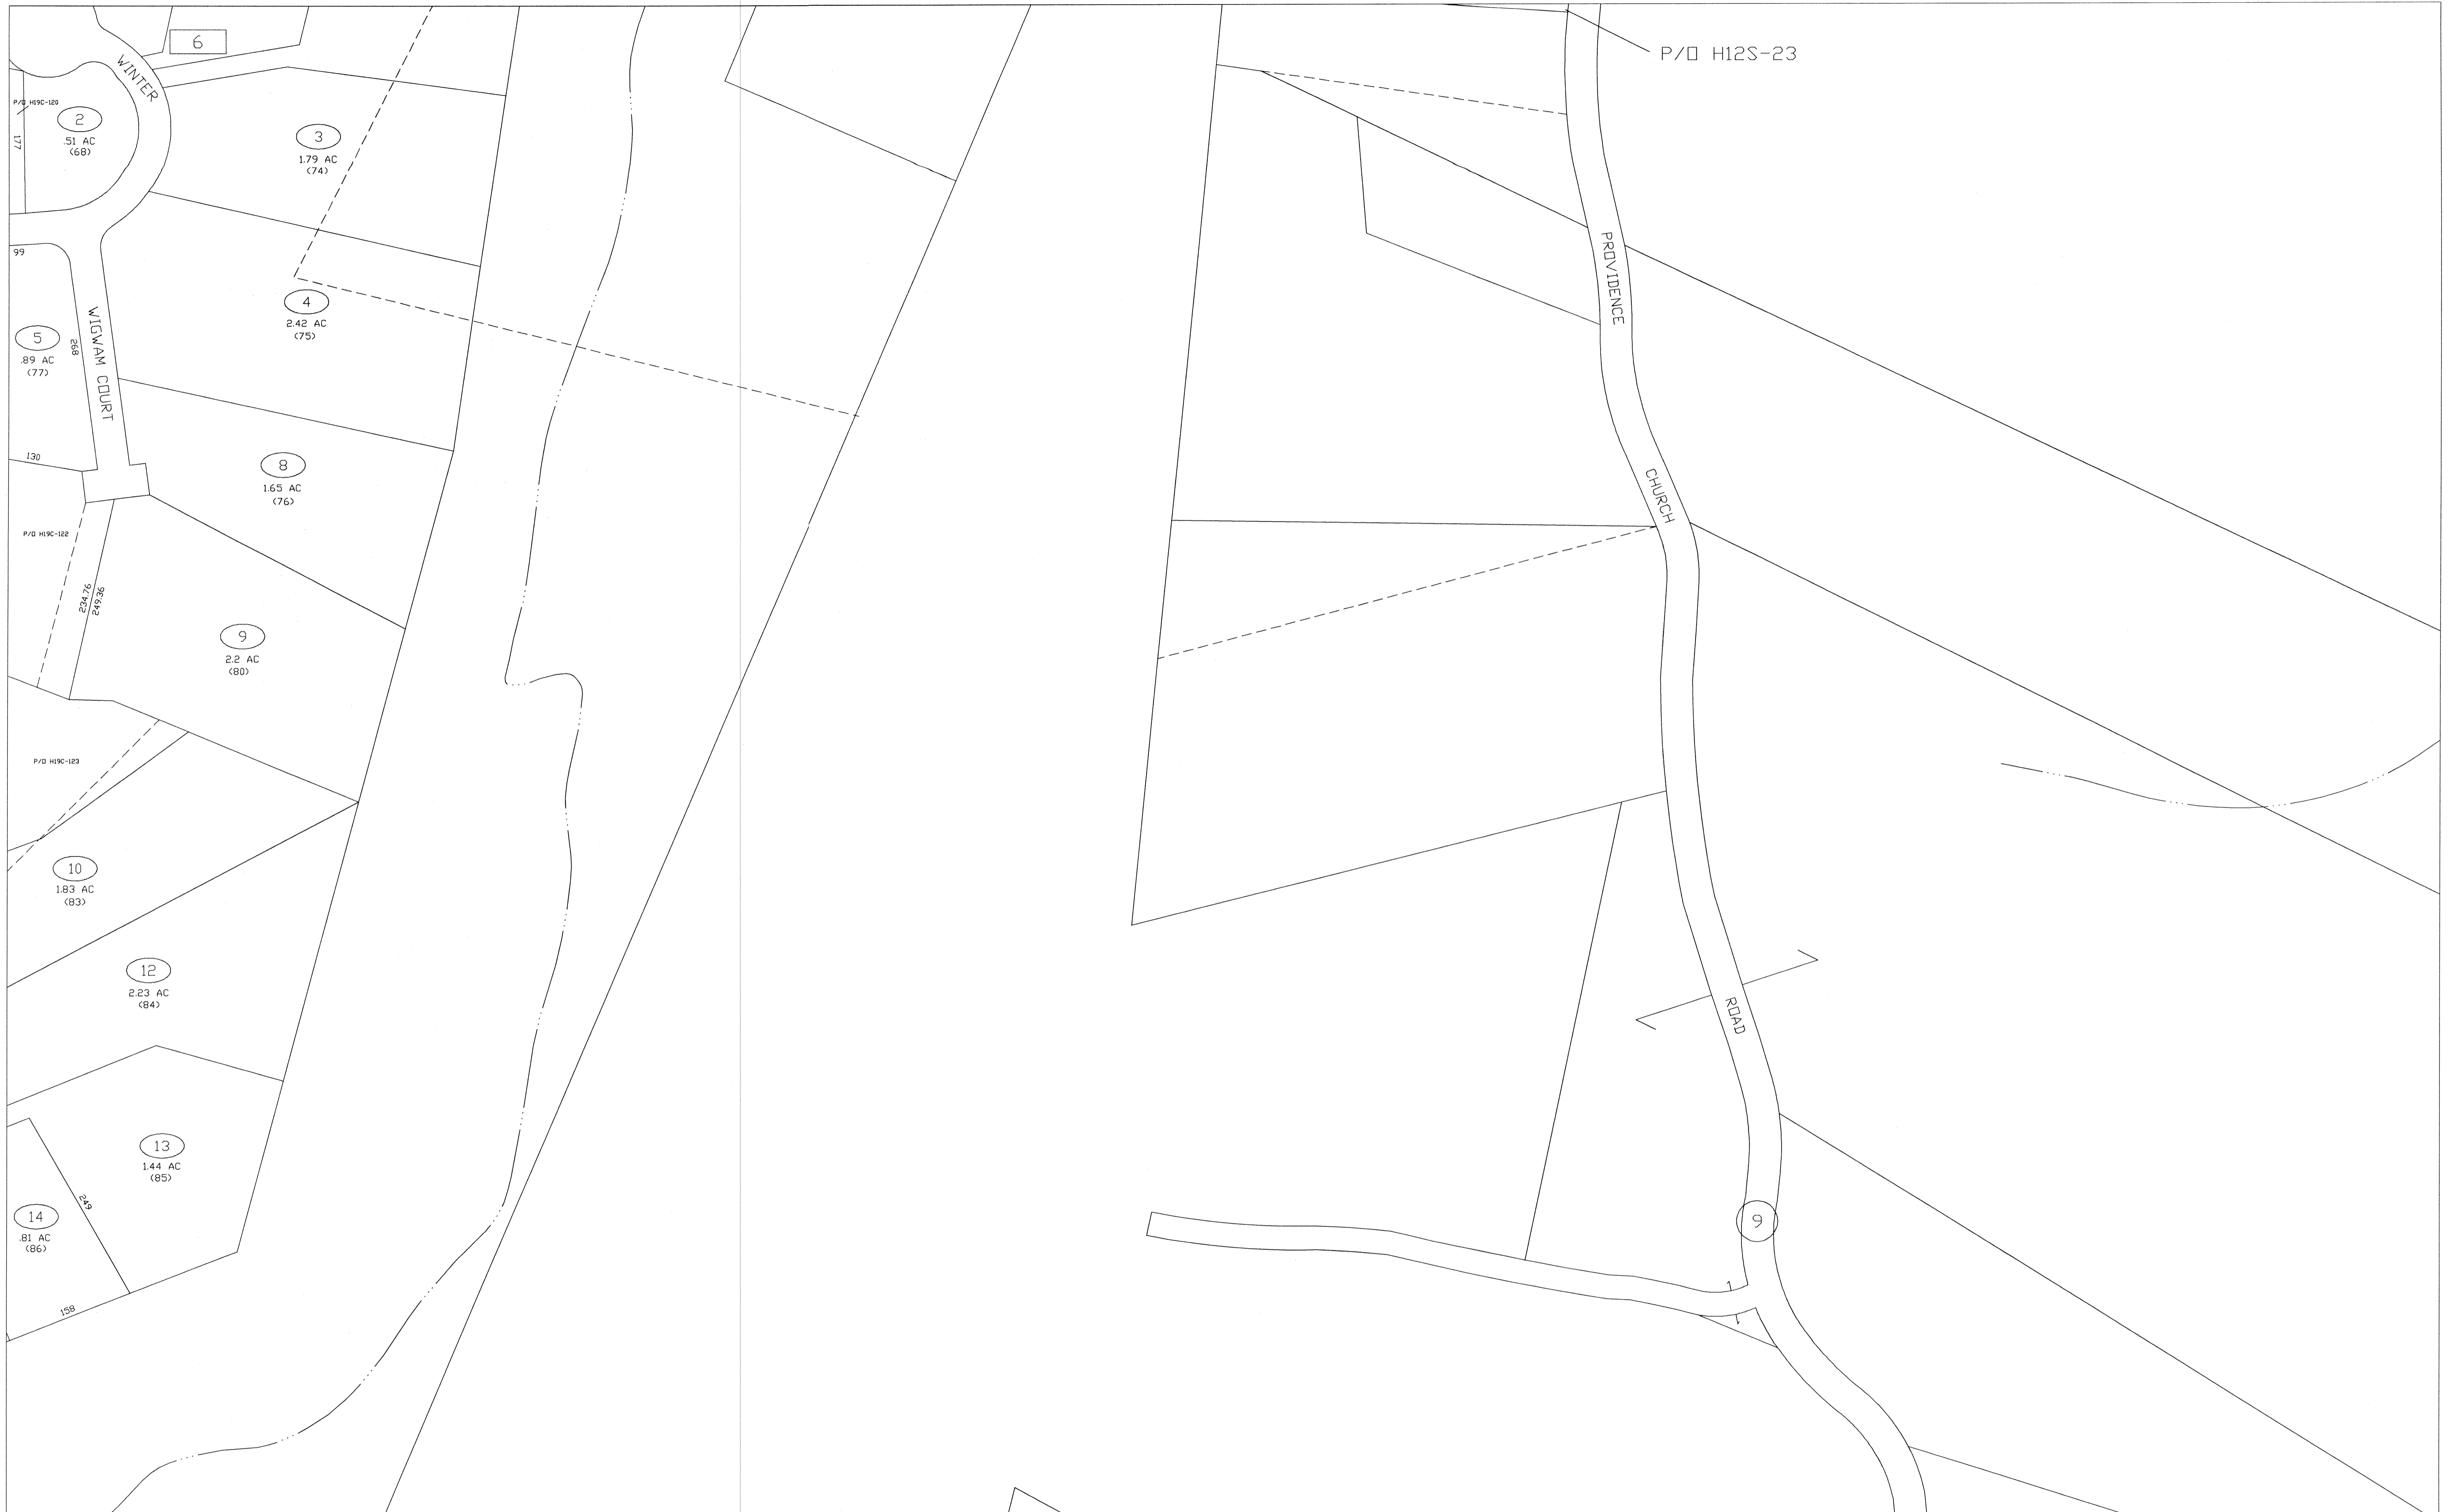 6
P/O H12S-23
WINTER
P/O H19C-120
2
.51 AC
(68)
177
3
1.79 AC
(74)
99
4
2.42 AC
(75)
5
.89 AC
(77)
268
WIGWAM COURT
PROVIDENCE
130
8
1.65 AC
(76)
CHURCH
P/O H19C-122
234.76
249.36
9
2.2 AC
(80)
P/O H19C-123
10
1.83 AC
(83)
12
2.23 AC
(84)
ROAD
13
1.44 AC
(85)
249
14
.81 AC
(86)
9
158